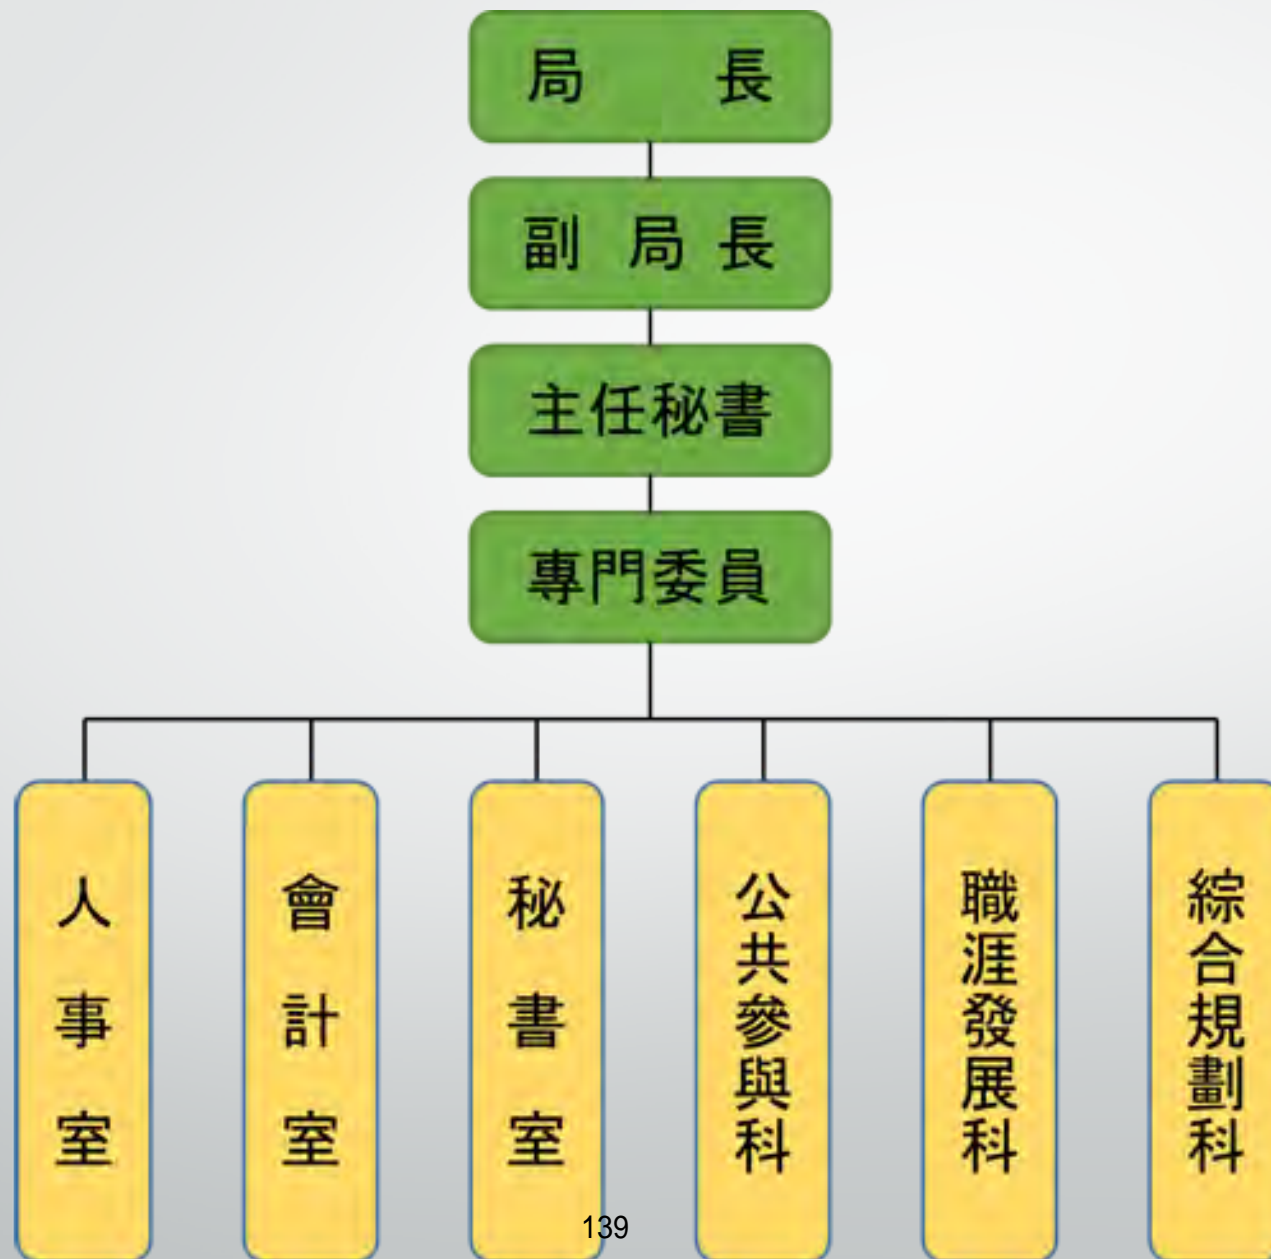 局長
副局長
主任秘書
專門委員
人事室
會計室
秘書室
公共參與科
職涯發展科
綜合規劃科
139